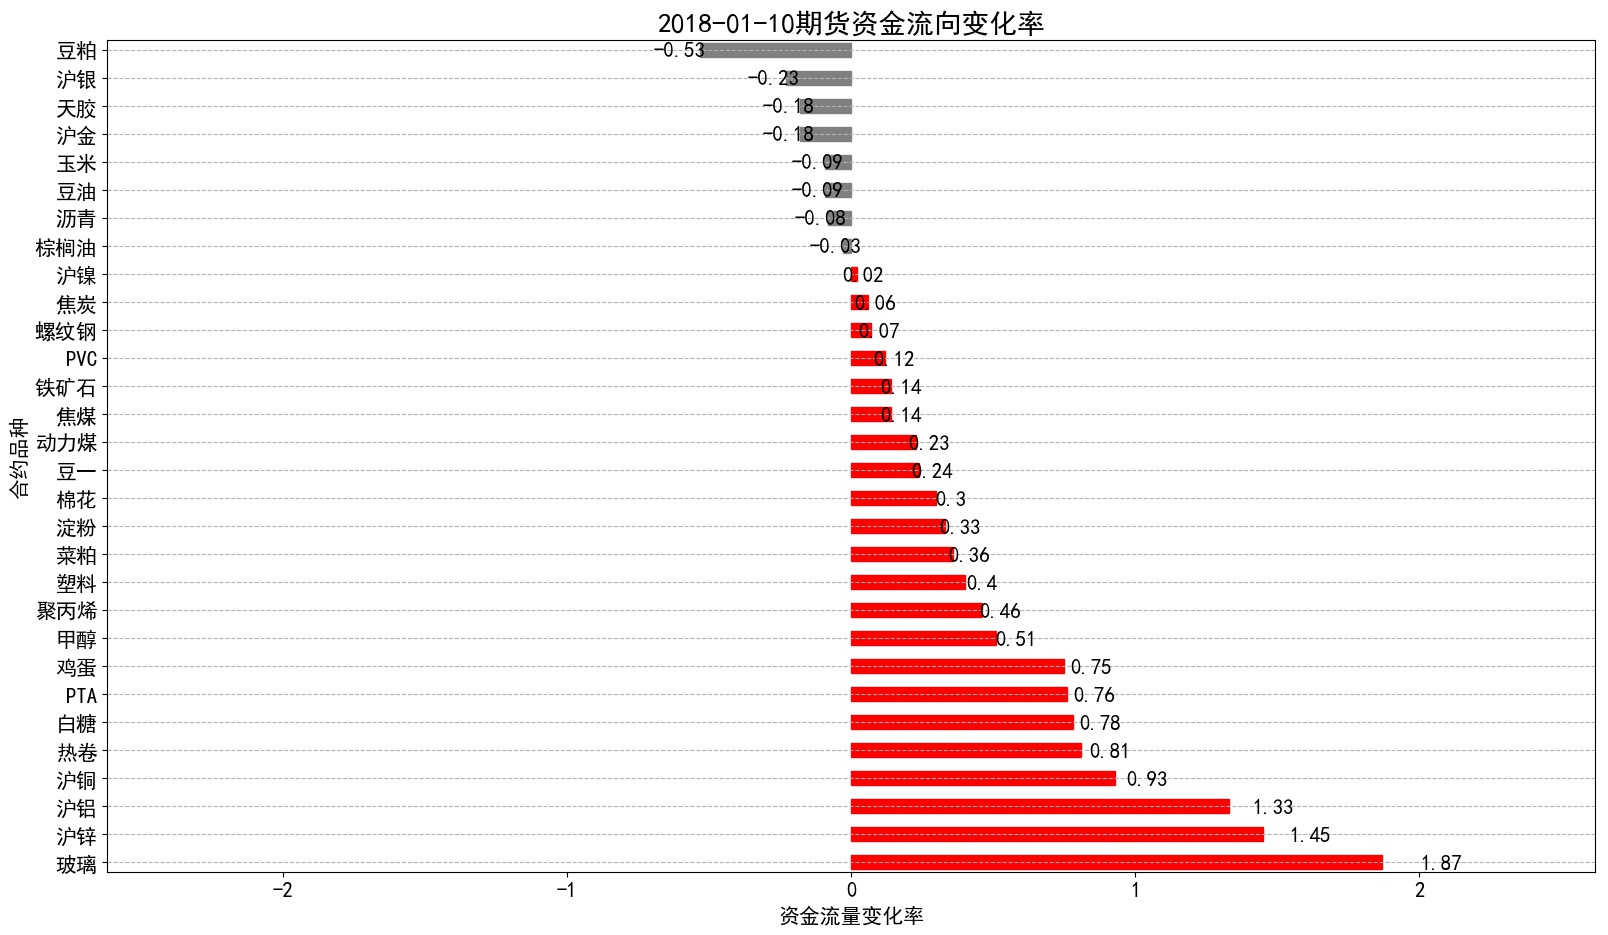 2018-01-10期货资金流向变化率
合约品种
豆粕 -0.53
沪银 -0.23
天胶 -0.18
沪金 -0.18
玉米 -0.09
豆油 -0.09
沥青 -0.08
棕榈油 -0.03
沪镍 0.02
焦炭 0.06
螺纹钢 0.07
PVC 0.12
铁矿石 0.14
焦煤 0.14
动力煤 0.23
豆一 0.24
棉花 0.3
淀粉 0.33
菜粕 0.36
塑料 0.4
聚丙烯 0.46
甲醇 0.51
鸡蛋 0.75
PTA 0.76
白糖 0.78
热卷 0.81
沪铜 0.93
沪铝 1.33
沪锌 1.45
玻璃 1.87
-2 -1 0 1 2
资金流量变化率